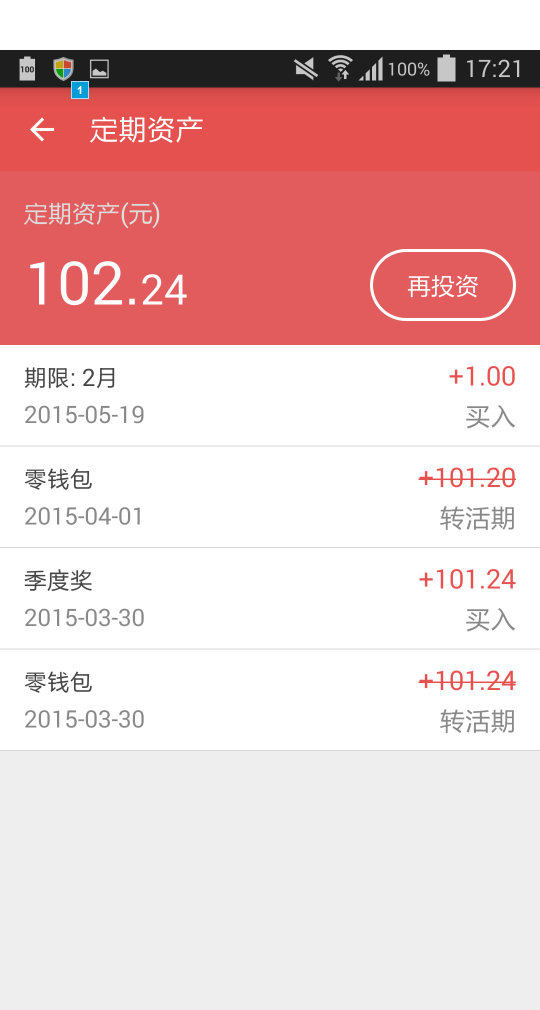 100
100%
17:21
1
定期资产
定期资产(元)
102.24
再投资
期限: 2月
+1.00
2015-05-19
买入
零钱包
+101.20
2015-04-01
转活期
季度奖
+101.24
2015-03-30
买入
零钱包
+101.24
2015-03-30
转活期